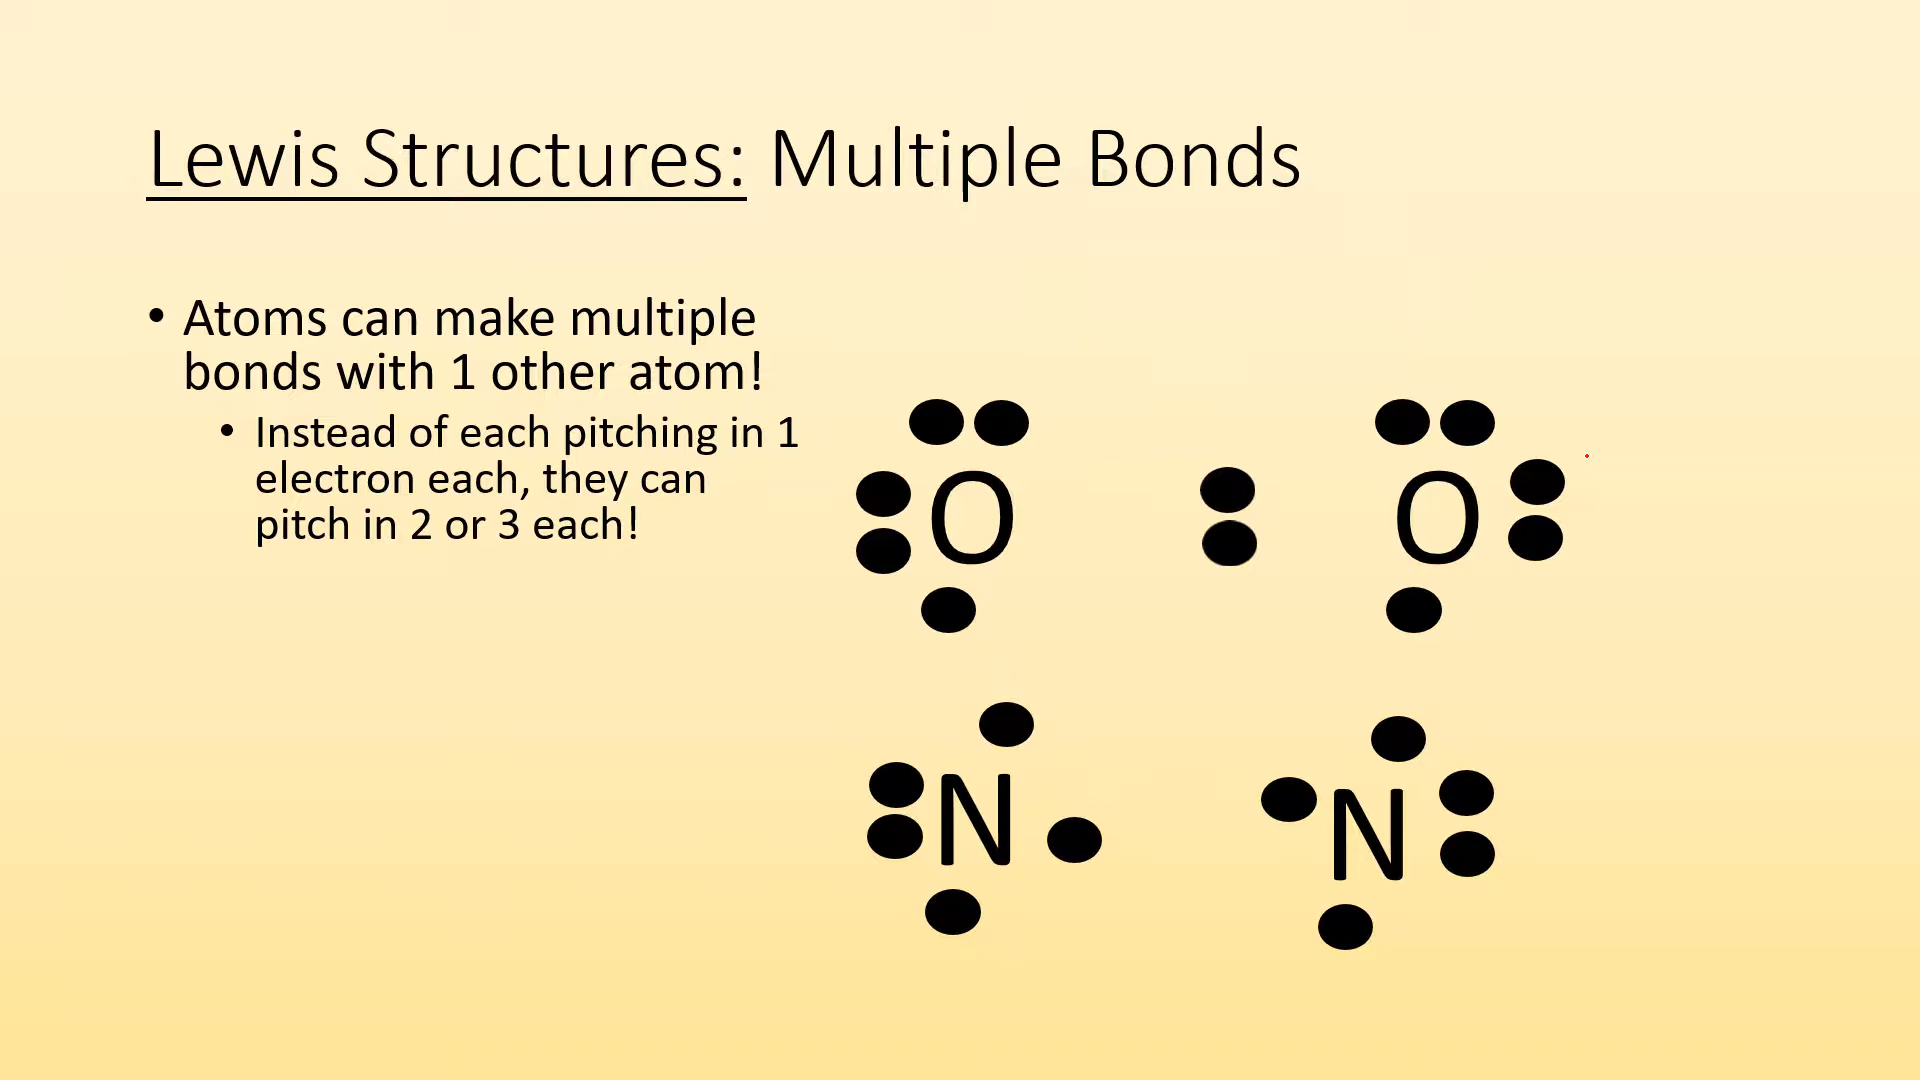 Lewis Structures: Multiple Bonds
• Atoms can make multiple
bonds with 1 other atom!
• Instead of each pitching in 1
electron each, they can
pitch in 2 or 3 each!
O O
N N